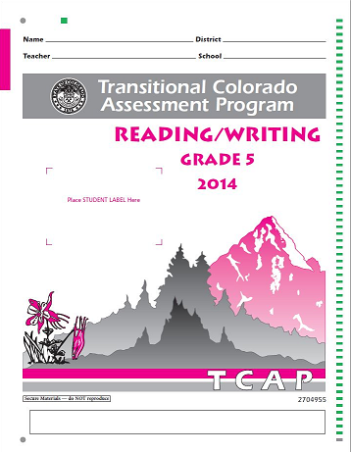 Name District
Teacher School
Transitional Colorado
Assessment Program
READING/WRITING
GRADE 5
2014
Place STUDENT LABEL Here
TCAP
Secure Materials — do NOT reproduce
2704955